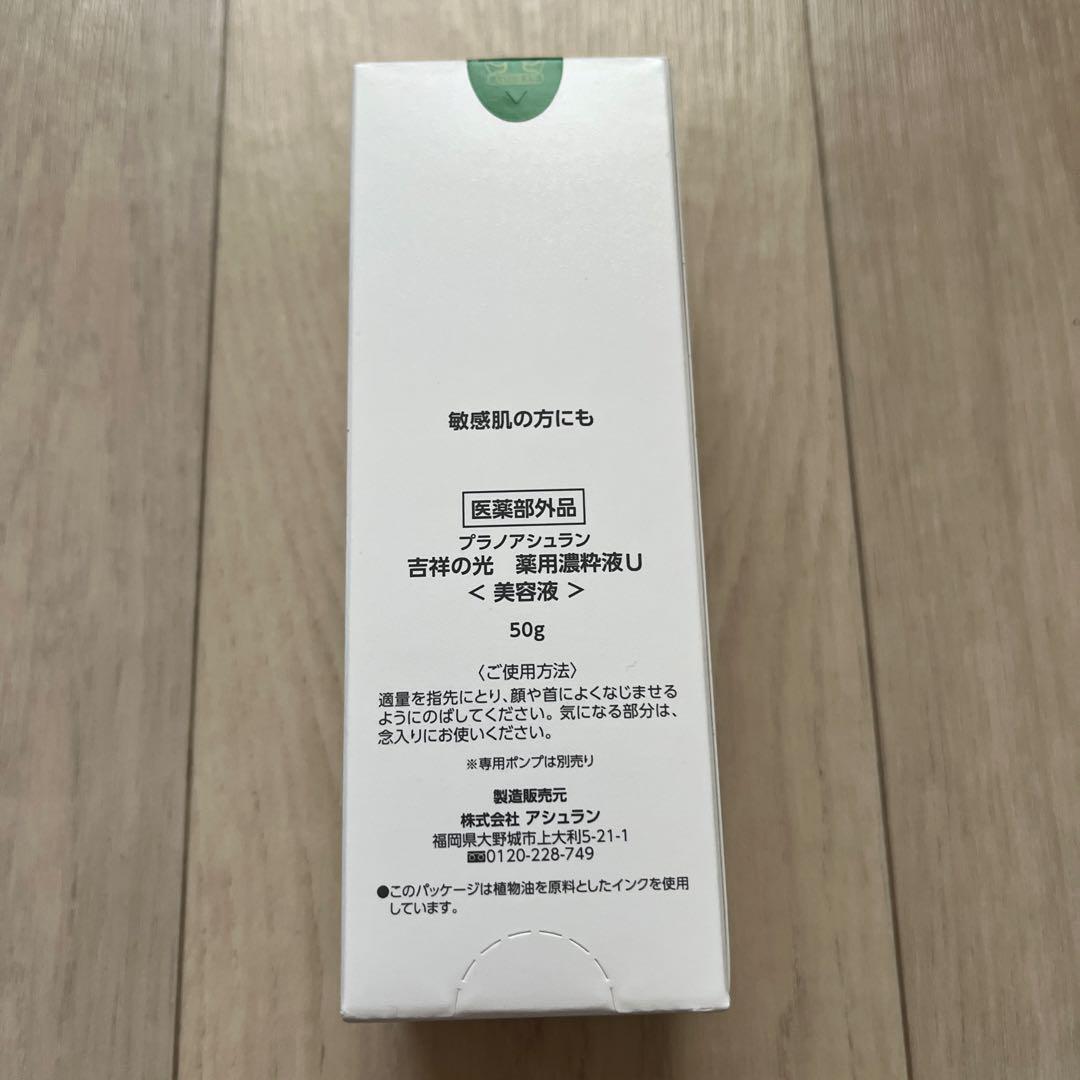 敏感肌の方にも
医薬部外品
プラノアシュラン
吉祥の光 薬用濃粋液U
< 美容液 >
50g
〈ご使用方法〉
適量を指先にとり、顔や首によくなじませる
ようにのばしてください。気になる部分は、
念入りにお使いください。
※専用ポンプは別売り
製造販売元
株式会社 アシュラン
福岡県大野城市上大利5-21-1
0120-228-749
●このパッケージは植物油を原料としたインクを使用
しています。